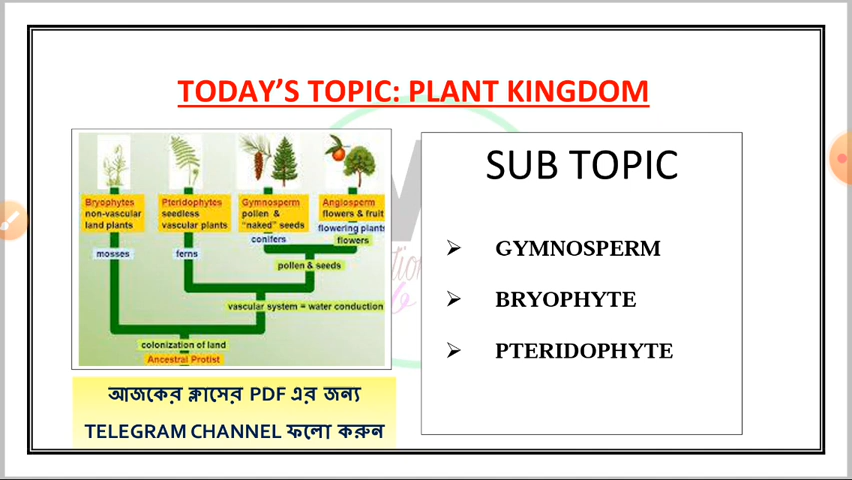 TODAY'S TOPIC: PLANT KINGDOM
Bryophytes
non-vascular
land plants
Pteridophytes
seedless
vascular plants
Gymnosperm
pollen &
"naked" seeds
Angiosperm
flowers & fruit
conifers
flowering plants
flowers
mosses
ferns
pollen & seeds
vascular system = water conduction
colonization of land
Ancestral Protist
SUB TOPIC
➢ GYMNOSPERM
➢ BRYOPHYTE
➢ PTERIDOPHYTE
আজকের ক্লাসের PDF এর জন্য
TELEGRAM CHANNEL ফলো করুন